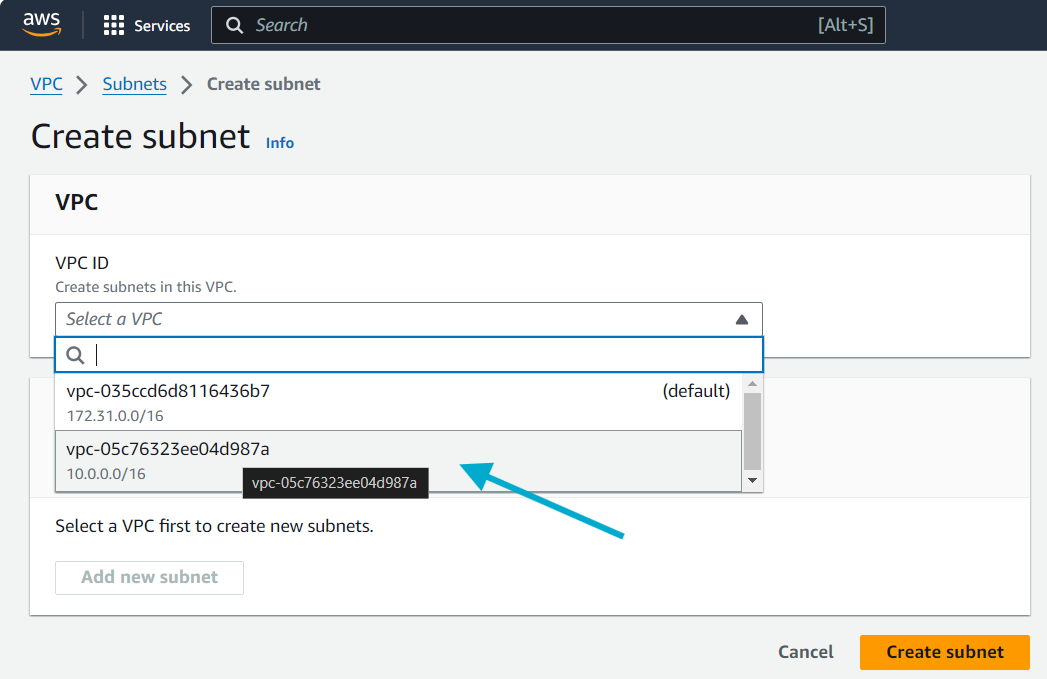 aws
Services
Search
[Alt+S]
VPC
Subnets
Create subnet
Create subnet
Info
VPC
VPC ID
Create subnets in this VPC.
Select a VPC
vpc-035ccd6d8116436b7
(default)
172.31.0.0/16
vpc-05c76323ee04d987a
10.0.0.0/16
vpc-05c76323ee04d987a
Select a VPC first to create new subnets.
Add new subnet
Cancel
Create subnet